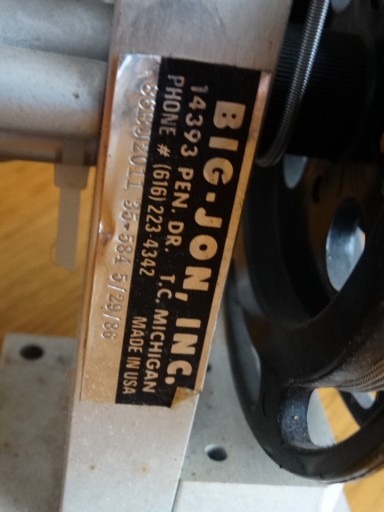 BIG-JON, INC.
14393 PEN. DR. T.C. MICHIGAN
PHONE # (616) 223-4342 MADE IN USA
35-584 5/29/86